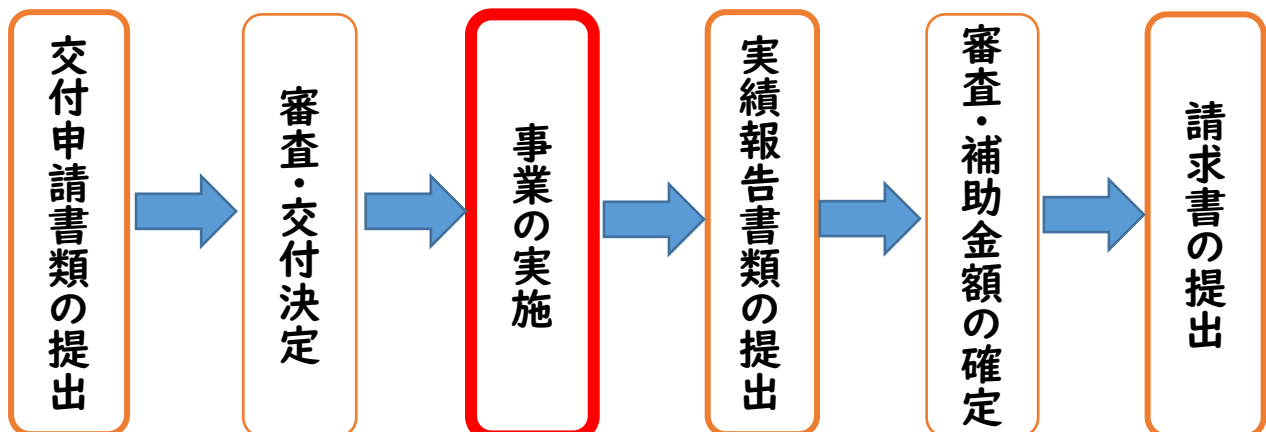 交付申請書類の提出
審査・交付決定
事業の実施
実績報告書類の提出
審査・補助金額の確定
請求書の提出